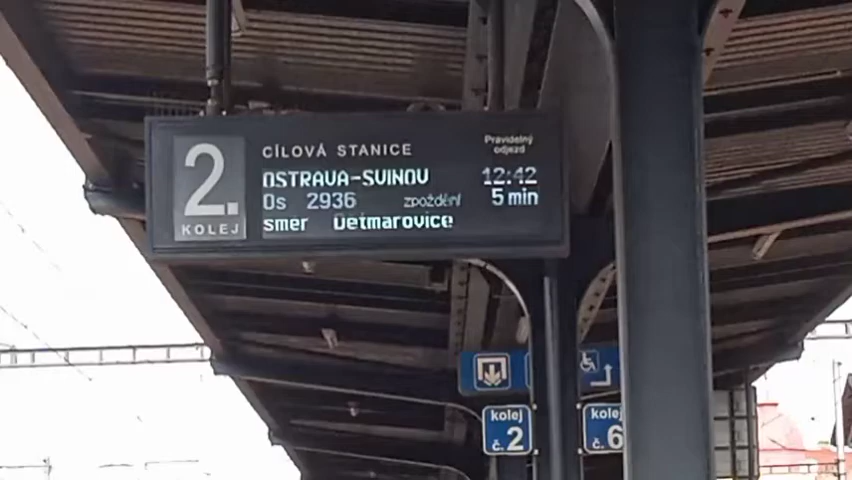 2.
KOLEJ
CÍLOVÁ STANICE
Pravidelný
odjezd
OSTRAVA-SVINOV
12:42
Os 2936
zpoždění
5 min
směr Dětmarovice
kolej
č. 2
kolej
č. 6